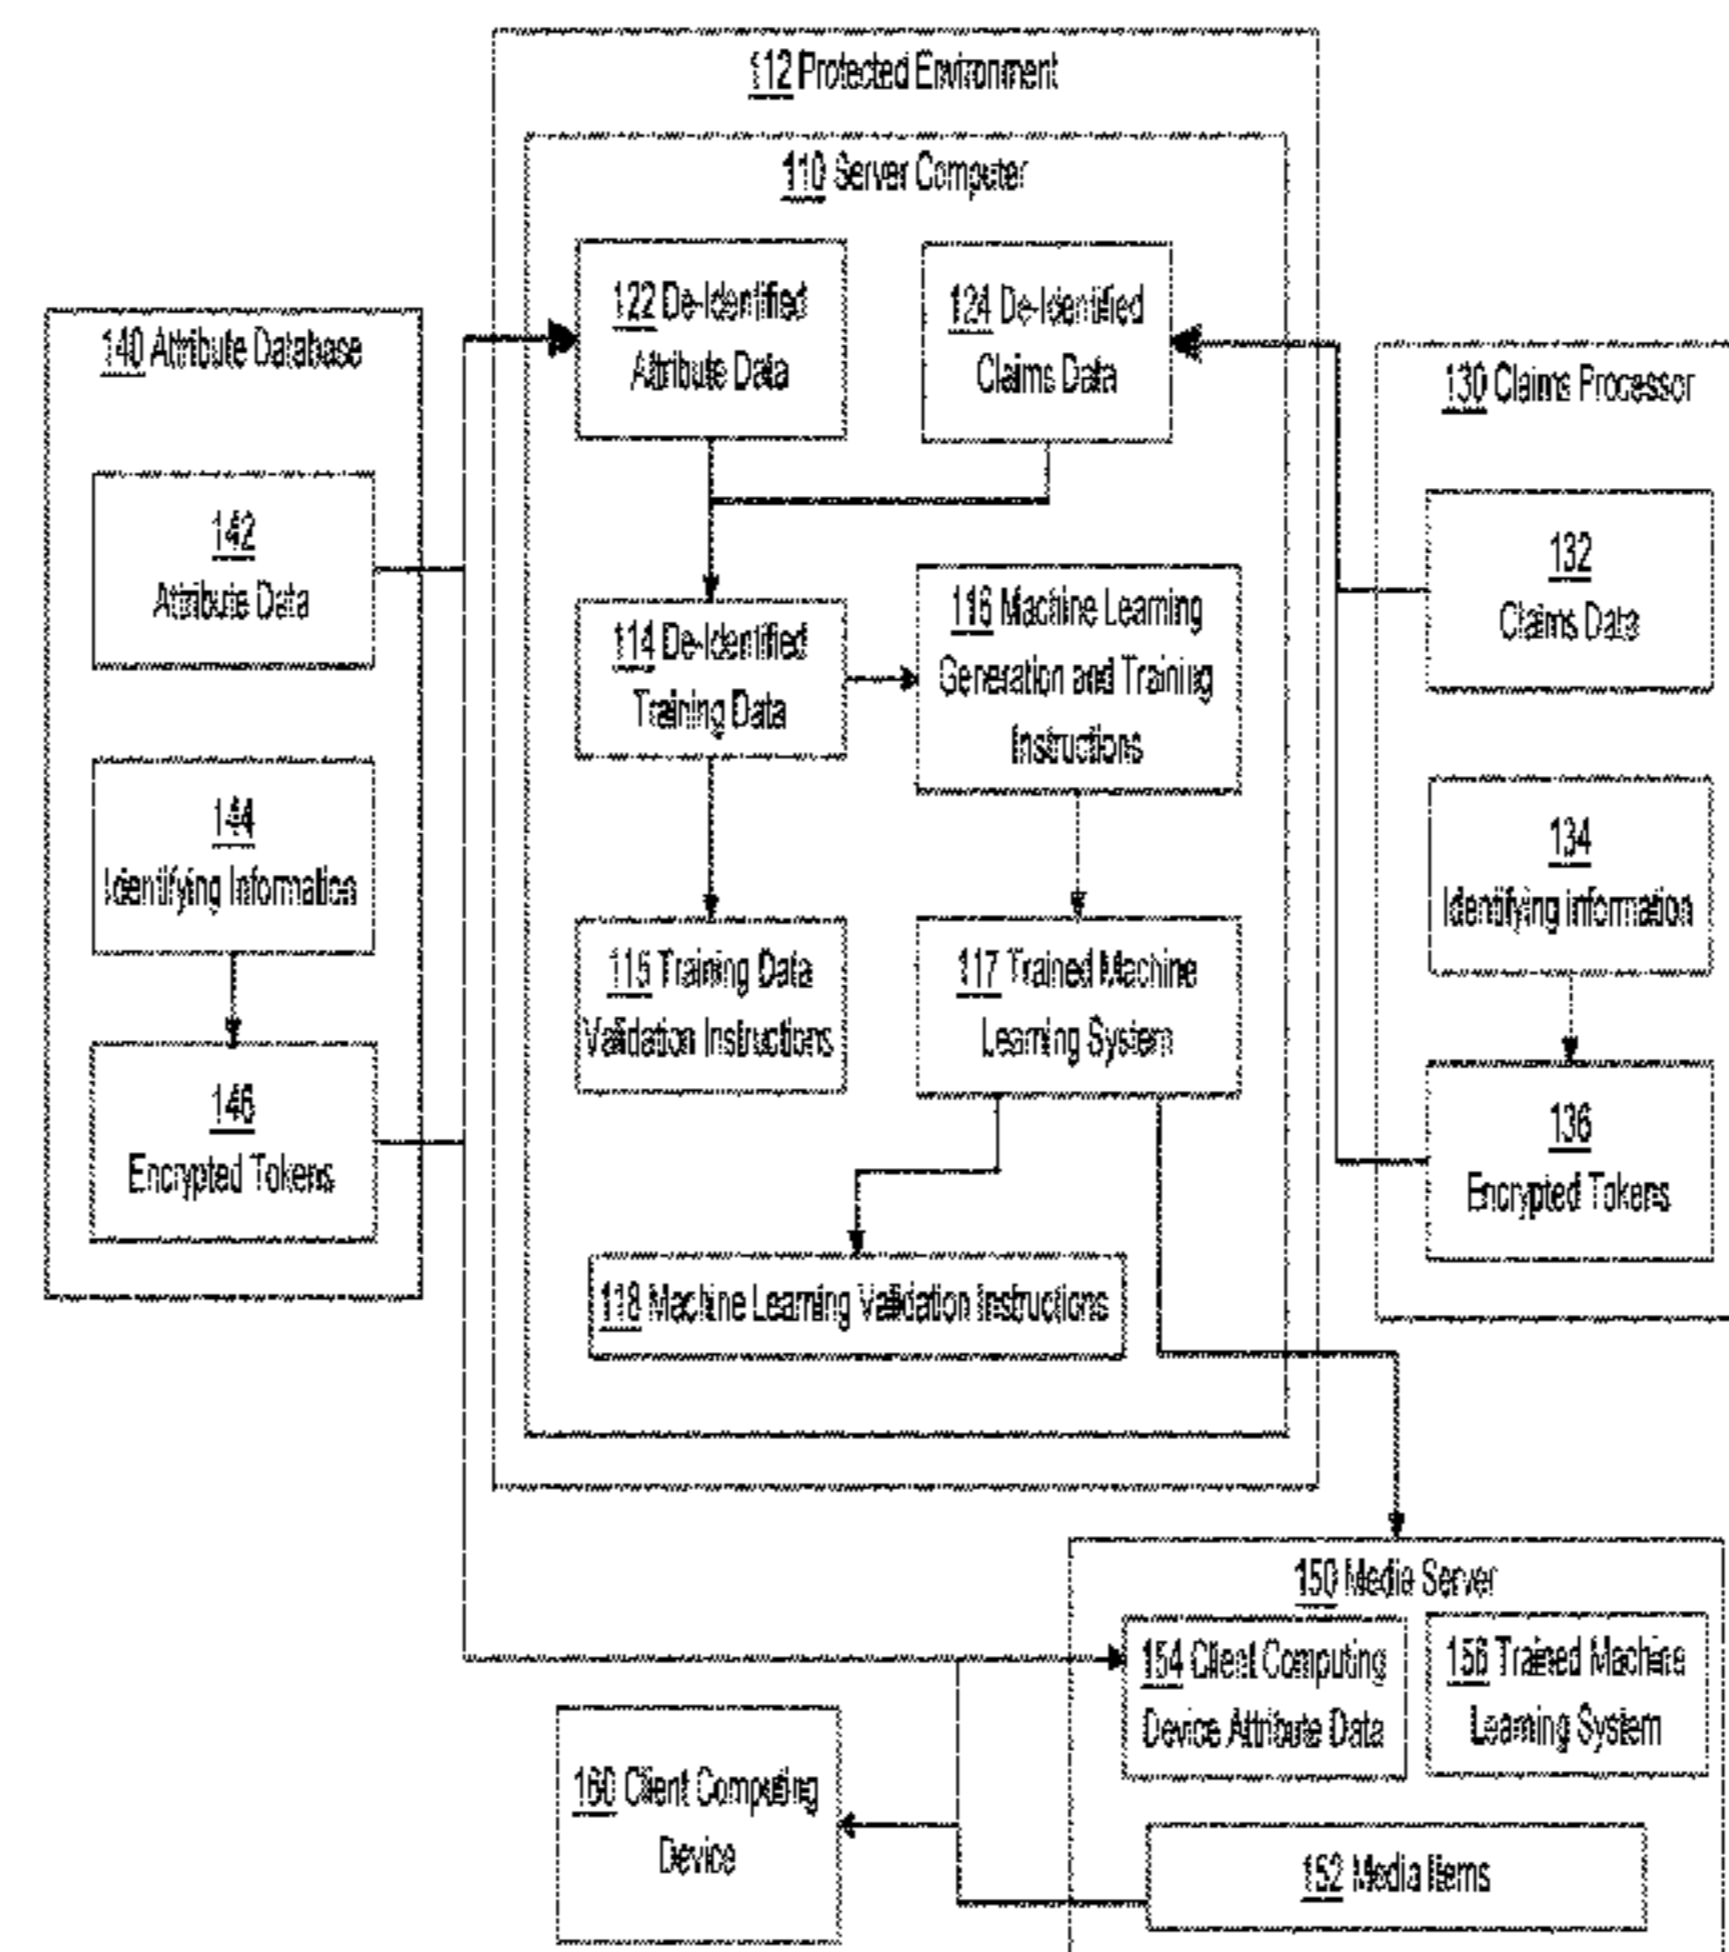 112 Protected Environment
110 Server Computer
122 De-Identified
Attribute Data
124 De-Identified
Claims Data
140 Attribute Database
142
Attribute Data
144
Identifying Information
146
Encrypted Tokens
114 De-Identified
Training Data
116 Machine Learning
Generation and Training
Instructions
115 Training Data
Validation Instructions
117 Trained Machine
Learning System
118 Machine Learning Validation Instructions
130 Claims Processor
132
Claims Data
134
Identifying information
136
Encrypted Tokens
150 Media Server
154 Client Computing
Device Attribute Data
156 Trained Machine
Learning System
160 Client Computing
Device
152 Media Items